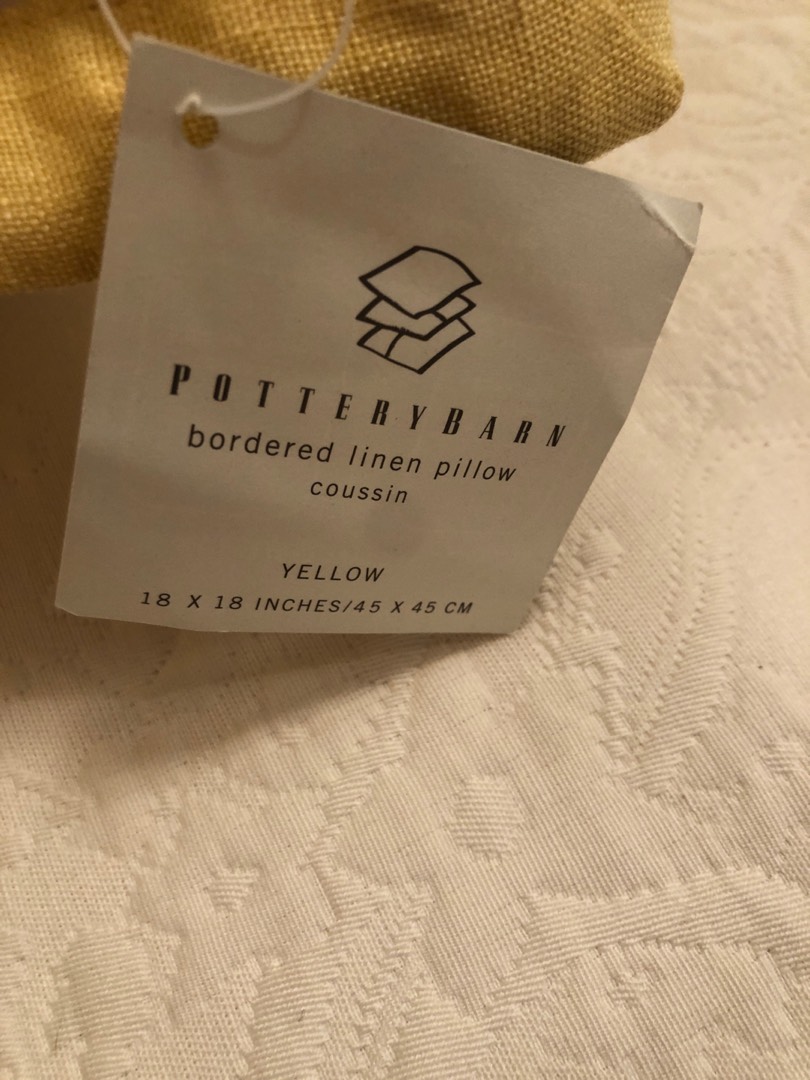 POTTERYBARN
bordered linen pillow
coussin
YELLOW
18 X 18 INCHES/45 X 45 CM